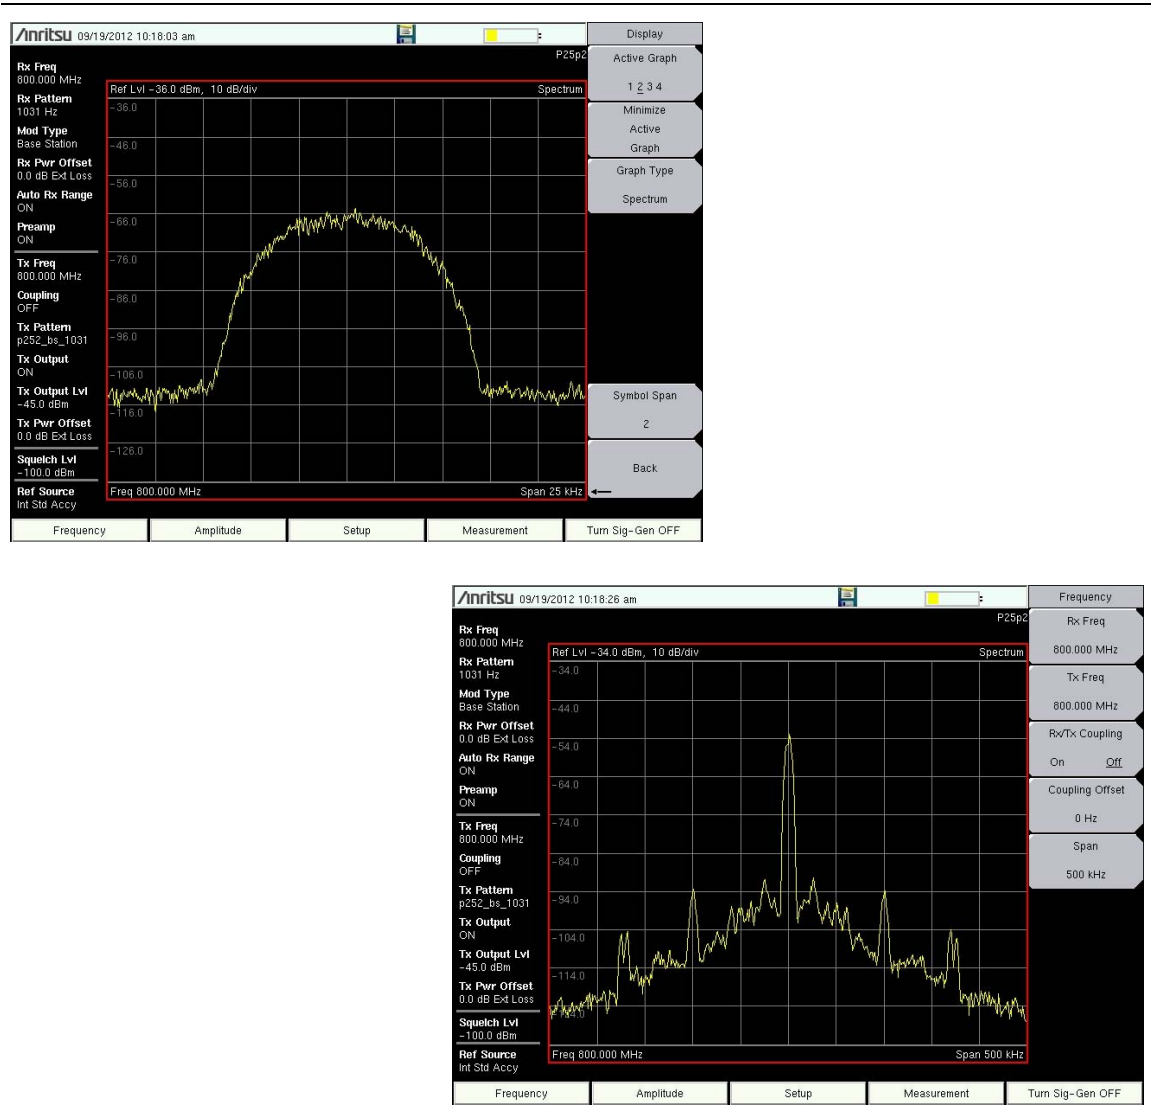 /Inritsu 09/19/2012 10:18:03 am
Display
P25p2
Rx Freq
800.000 MHz
Rx Pattern
1031 Hz
Mod Type
Base Station
Rx Pwr Offset
0.0 dB Ext Loss
Auto Rx Range
ON
Preamp
ON
Tx Freq
800.000 MHz
Coupling
OFF
Tx Pattern
p252_bs_1031
Tx Output
ON
Tx Output Lvl
-45.0 dBm
Tx Pwr Offset
0.0 dB Ext Loss
Squelch Lvl
-100.0 dBm
Ref Source
Int Std Accy
Ref Lvl -36.0 dBm, 10 dB/div Spectrum
-36.0
-46.0
-56.0
-66.0
-76.0
-86.0
-96.0
-106.0
-116.0
-126.0
Freq 800.000 MHz Span 25 kHz
Active Graph
1 2 3 4
Minimize
Active
Graph
Graph Type
Spectrum
Symbol Span
2
Back
Frequency Amplitude Setup Measurement Turn Sig-Gen OFF
/Inritsu 09/19/2012 10:18:26 am
Frequency
P25p2
Rx Freq
800.000 MHz
Rx Pattern
1031 Hz
Mod Type
Base Station
Rx Pwr Offset
0.0 dB Ext Loss
Auto Rx Range
ON
Preamp
ON
Tx Freq
800.000 MHz
Coupling
OFF
Tx Pattern
p252_bs_1031
Tx Output
ON
Tx Output Lvl
-45.0 dBm
Tx Pwr Offset
0.0 dB Ext Loss
Squelch Lvl
-100.0 dBm
Ref Source
Int Std Accy
Ref Lvl -34.0 dBm, 10 dB/div Spectrum
-34.0
-44.0
-54.0
-64.0
-74.0
-84.0
-94.0
-104.0
-114.0
-124.0
Freq 800.000 MHz Span 500 kHz
Rx Freq
800.000 MHz
Tx Freq
800.000 MHz
Rx/Tx Coupling
On Off
Coupling Offset
0 Hz
Span
500 kHz
Frequency Amplitude Setup Measurement Turn Sig-Gen OFF